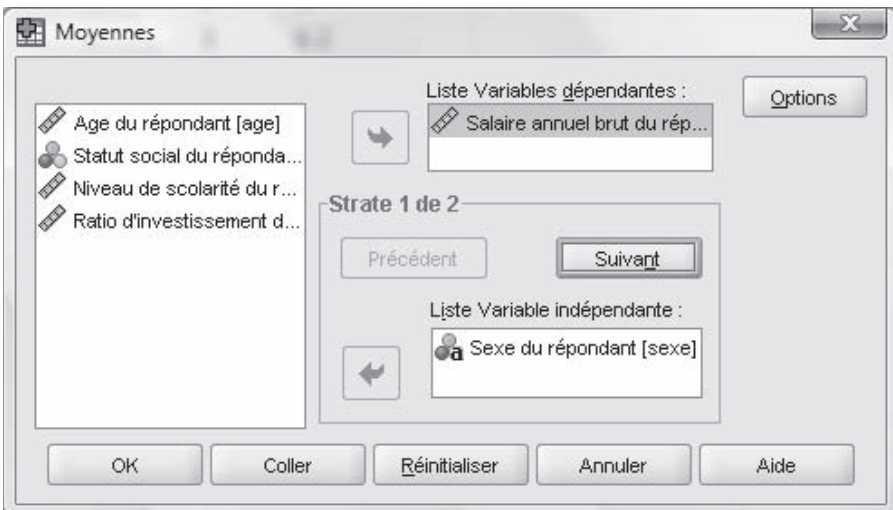 Moyennes
Liste Variables dépendantes :
Options
Age du répondant [age]
Statut social du réponda...
Niveau de scolarité du r...
Ratio d'investissement d...
Salaire annuel brut du rép...
Strate 1 de 2
Précédent
Suivant
Liste Variable indépendante :
a Sexe du répondant [sexe]
OK
Coller
Réinitialiser
Annuler
Aide